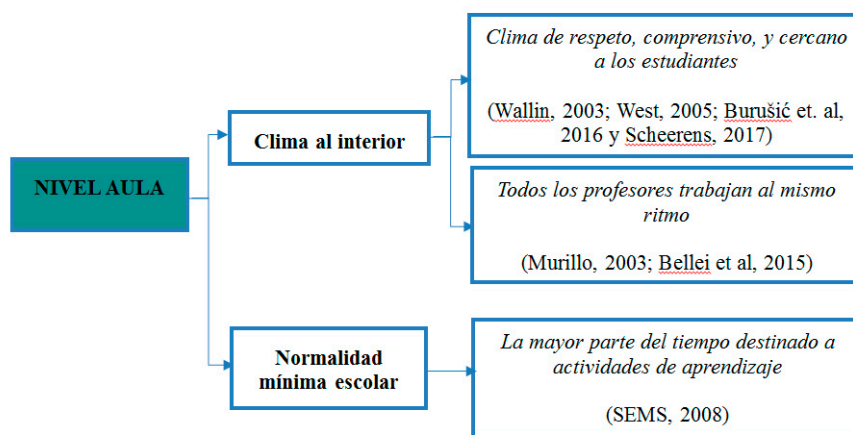 NIVEL AULA
Clima al interior
Clima de respeto, comprensivo, y cercano
a los estudiantes
(Wallin, 2003; West, 2005; Burušić et. al,
2016 y Scheerens, 2017)
Todos los profesores trabajan al mismo
ritmo
(Murillo, 2003; Bellei et al, 2015)
Normalidad
mínima escolar
La mayor parte del tiempo destinado a
actividades de aprendizaje
(SEMS, 2008)